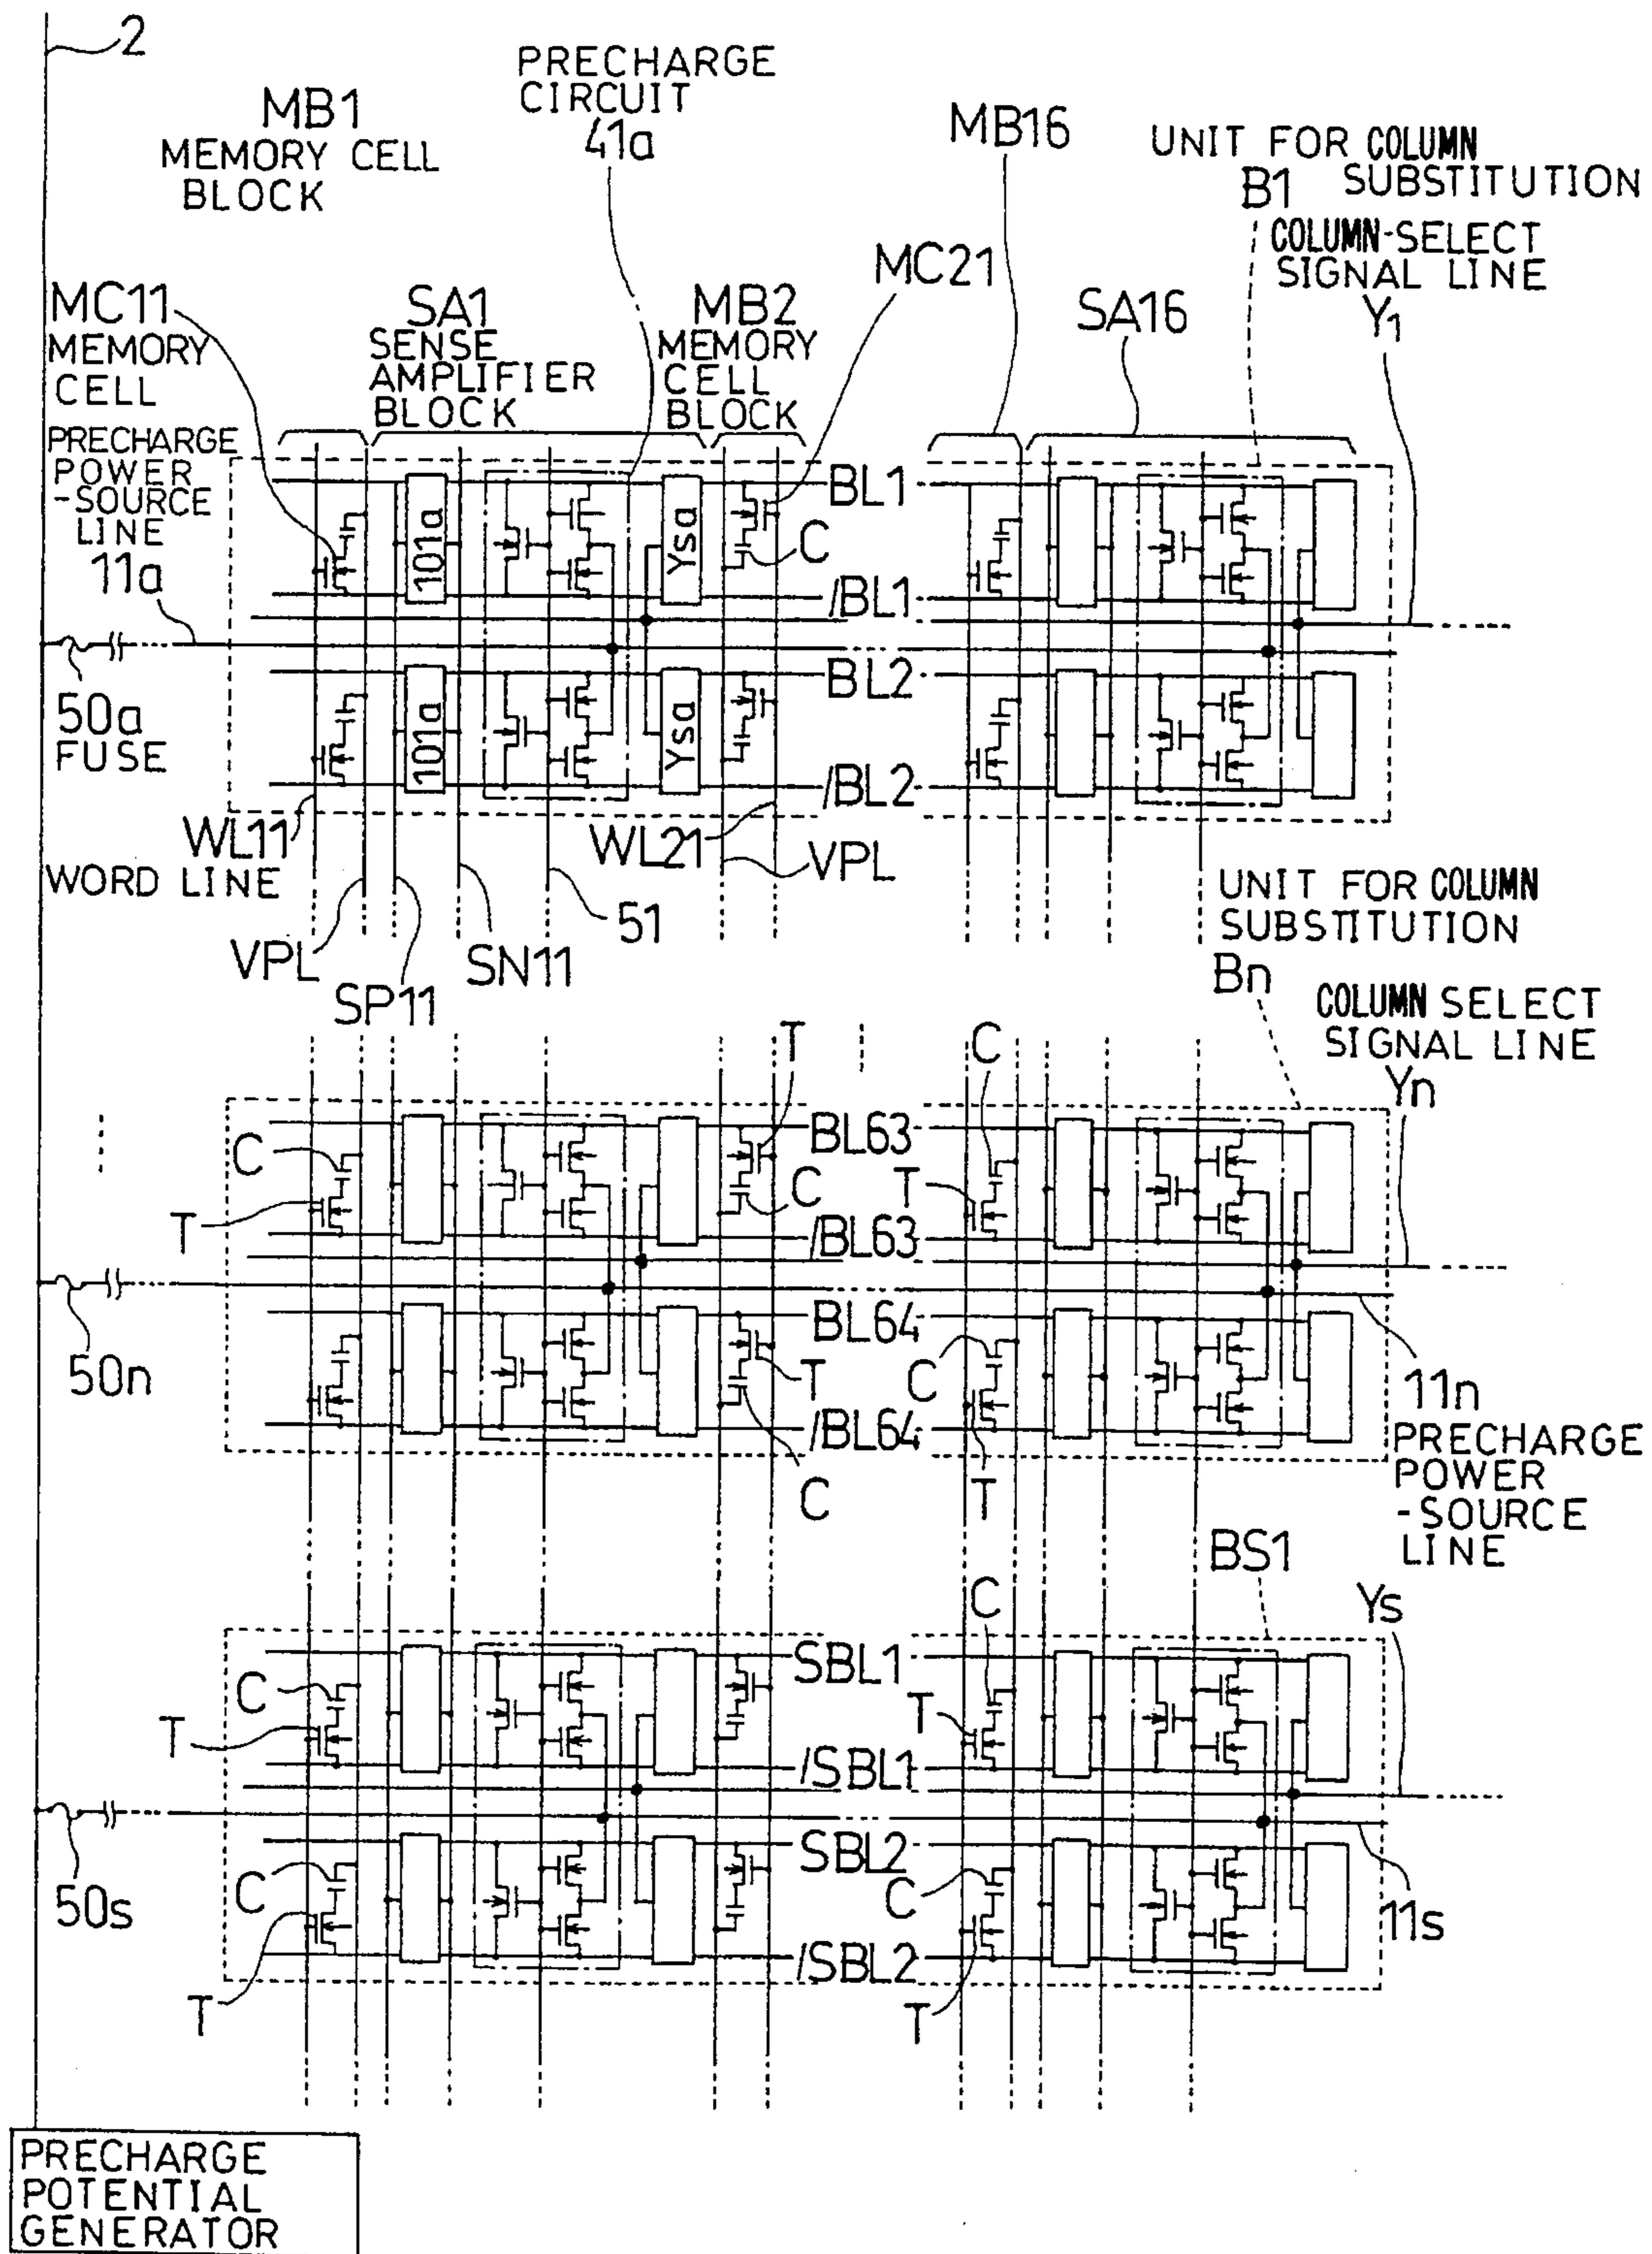 2
PRECHARGE
CIRCUIT
41a
MB1
MEMORY CELL
BLOCK
MB16
UNIT FOR COLUMN
SUBSTITUTION
B1
COLUMN-SELECT
SIGNAL LINE
Y1
MC21
MC11
MEMORY
CELL
SA1
SENSE
AMPLIFIER
BLOCK
MB2
MEMORY
CELL
BLOCK
SA16
PRECHARGE
POWER
-SOURCE
LINE
11a
BL1
101a
Ysa
C
/BL1
BL2
101a
Ysa
/BL2
50a
FUSE
WL11
WORD LINE
WL21
VPL
51
VPL
SN11
SP11
UNIT FOR COLUMN
SUBSTITUTION
Bn
COLUMN SELECT
SIGNAL LINE
Yn
T
C
BL63
C
T
C
T
/BL63
BL64
50n
T
C
/BL64
C
T
11n
PRECHARGE
POWER
-SOURCE
LINE
BS1
C
Ys
SBL1
C
T
T
/SBL1
SBL2
C
C
50s
11s
/SBL2
T
T
PRECHARGE
POTENTIAL
GENERATOR